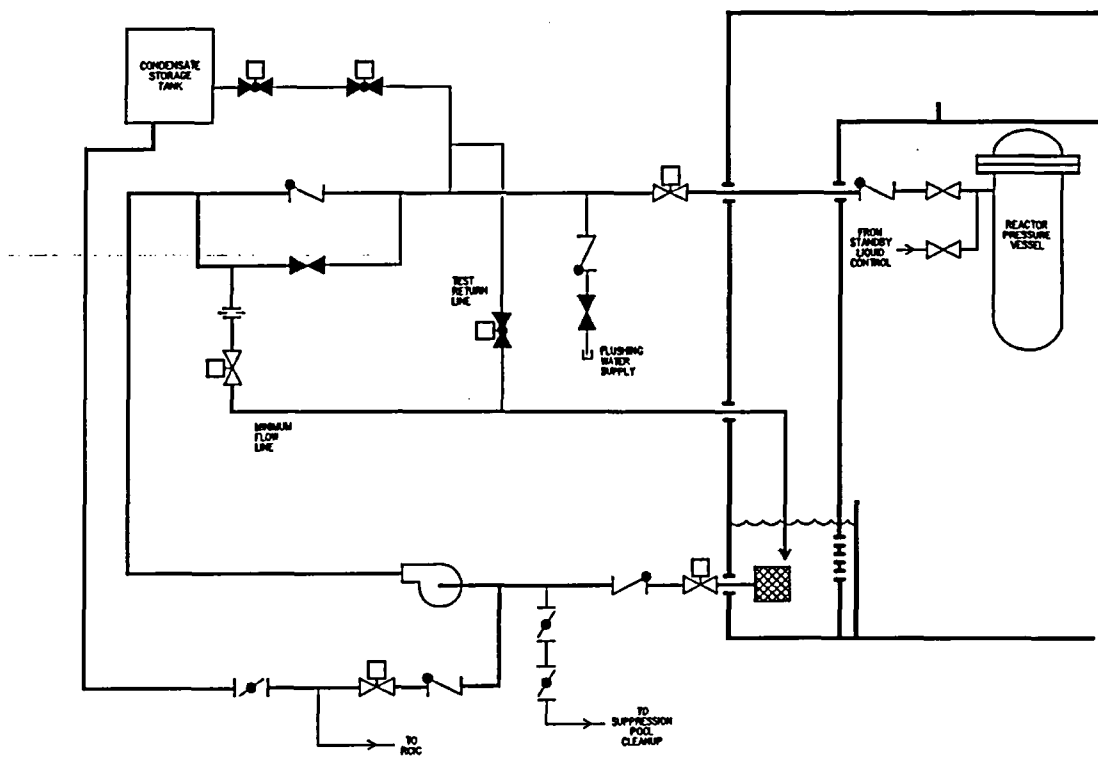 CONDENSATE
STORAGE
TANK
FROM
STANDBY
LIQUID
CONTROL
REACTOR
PRESSURE
VESSEL
TEST
RETURN
LINE
FLUSHING
WATER
SUPPLY
MINIMUM
FLOW
LINE
TO
SUPPRESSION
POOL
CLEANUP
TO
RCIC